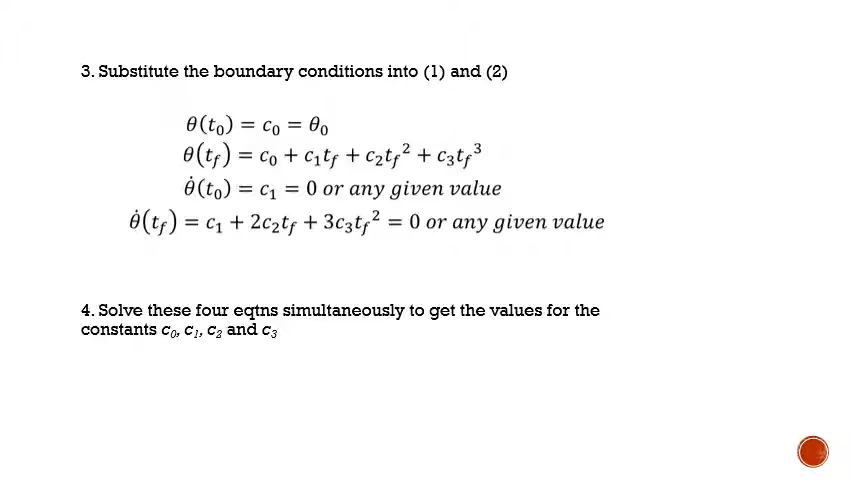 3. Substitute the boundary conditions into (1) and (2)
θ(t₀) = c₀ = θ₀
θ(t_f) = c₀ + c₁t_f + c₂t_f² + c₃t_f³
θ̇(t₀) = c₁ = 0 or any given value
θ̇(t_f) = c₁ + 2c₂t_f + 3c₃t_f² = 0 or any given value
4. Solve these four eqtns simultaneously to get the values for the
constants c₀, c₁, c₂ and c₃